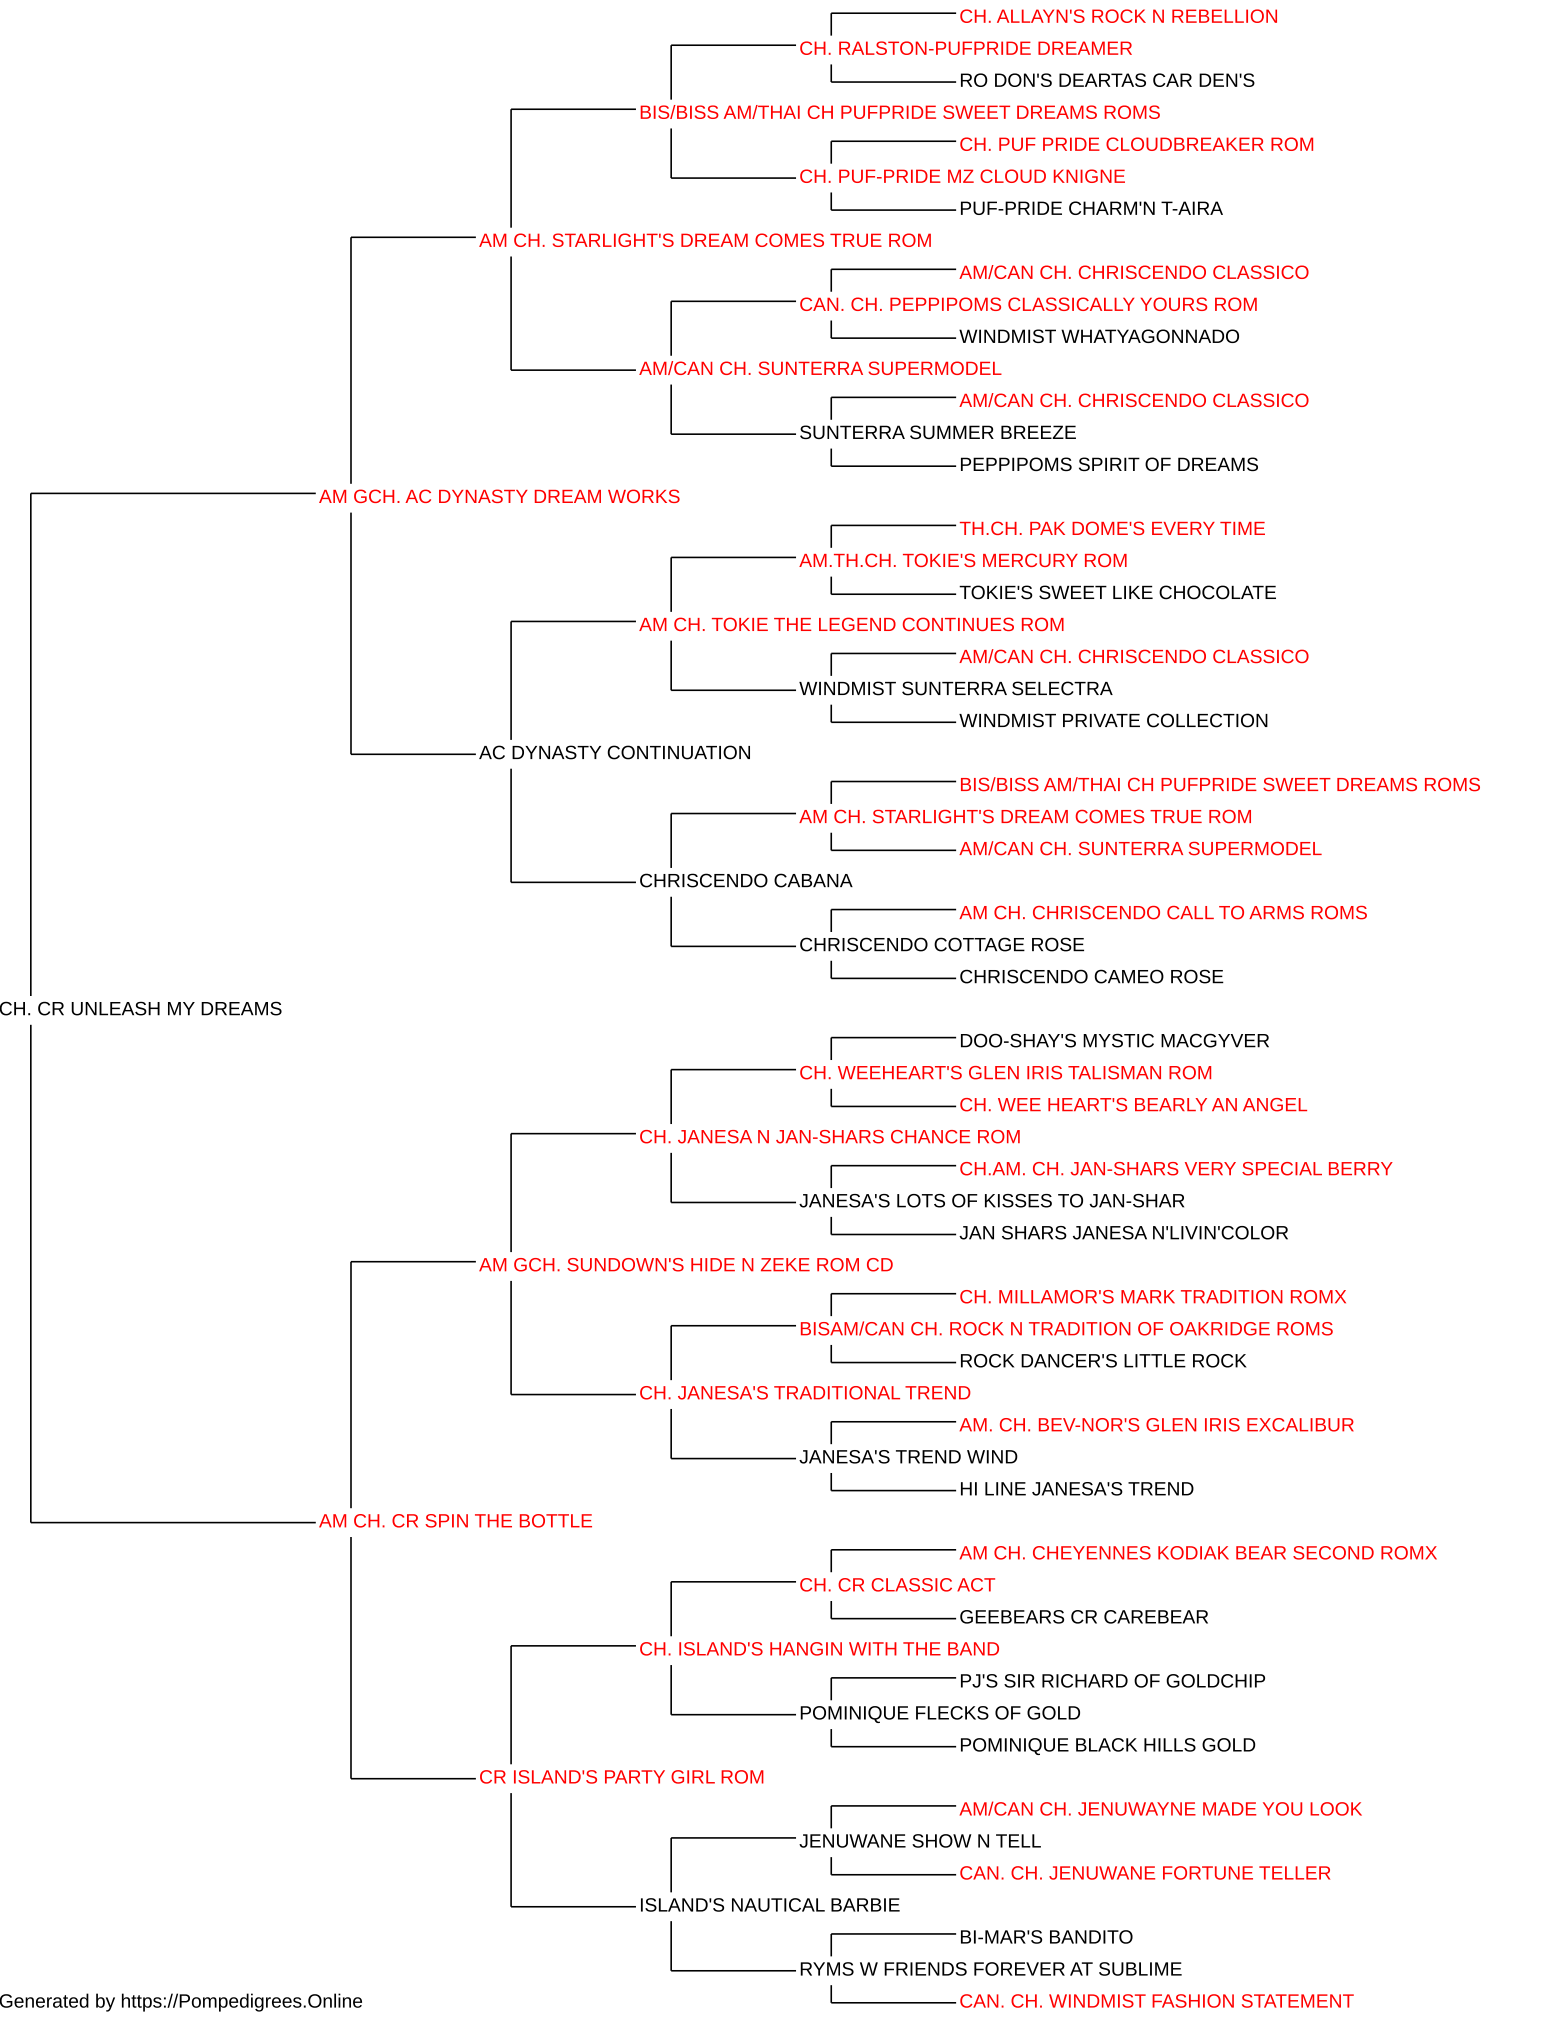 CH. ALLAYN'S ROCK N REBELLION
CH. RALSTON-PUFPRIDE DREAMER
RO DON'S DEARTAS CAR DEN'S
BIS/BISS AM/THAI CH PUFPRIDE SWEET DREAMS ROMS
CH. PUF PRIDE CLOUDBREAKER ROM
CH. PUF-PRIDE MZ CLOUD KNIGNE
PUF-PRIDE CHARM'N T-AIRA
AM CH. STARLIGHT'S DREAM COMES TRUE ROM
AM/CAN CH. CHRISCENDO CLASSICO
CAN. CH. PEPPIPOMS CLASSICALLY YOURS ROM
WINDMIST WHATYAGONNADO
AM/CAN CH. SUNTERRA SUPERMODEL
AM/CAN CH. CHRISCENDO CLASSICO
SUNTERRA SUMMER BREEZE
PEPPIPOMS SPIRIT OF DREAMS
AM GCH. AC DYNASTY DREAM WORKS
TH.CH. PAK DOME'S EVERY TIME
AM.TH.CH. TOKIE'S MERCURY ROM
TOKIE'S SWEET LIKE CHOCOLATE
AM CH. TOKIE THE LEGEND CONTINUES ROM
AM/CAN CH. CHRISCENDO CLASSICO
WINDMIST SUNTERRA SELECTRA
WINDMIST PRIVATE COLLECTION
AC DYNASTY CONTINUATION
BIS/BISS AM/THAI CH PUFPRIDE SWEET DREAMS ROMS
AM CH. STARLIGHT'S DREAM COMES TRUE ROM
AM/CAN CH. SUNTERRA SUPERMODEL
CHRISCENDO CABANA
AM CH. CHRISCENDO CALL TO ARMS ROMS
CHRISCENDO COTTAGE ROSE
CHRISCENDO CAMEO ROSE
CH. CR UNLEASH MY DREAMS
DOO-SHAY'S MYSTIC MACGYVER
CH. WEEHEART'S GLEN IRIS TALISMAN ROM
CH. WEE HEART'S BEARLY AN ANGEL
CH. JANESA N JAN-SHARS CHANCE ROM
CH.AM. CH. JAN-SHARS VERY SPECIAL BERRY
JANESA'S LOTS OF KISSES TO JAN-SHAR
JAN SHARS JANESA N'LIVIN'COLOR
AM GCH. SUNDOWN'S HIDE N ZEKE ROM CD
CH. MILLAMOR'S MARK TRADITION ROMX
BISAM/CAN CH. ROCK N TRADITION OF OAKRIDGE ROMS
ROCK DANCER'S LITTLE ROCK
CH. JANESA'S TRADITIONAL TREND
AM. CH. BEV-NOR'S GLEN IRIS EXCALIBUR
JANESA'S TREND WIND
HI LINE JANESA'S TREND
AM CH. CR SPIN THE BOTTLE
AM CH. CHEYENNES KODIAK BEAR SECOND ROMX
CH. CR CLASSIC ACT
GEEBEARS CR CAREBEAR
CH. ISLAND'S HANGIN WITH THE BAND
PJ'S SIR RICHARD OF GOLDCHIP
POMINIQUE FLECKS OF GOLD
POMINIQUE BLACK HILLS GOLD
CR ISLAND'S PARTY GIRL ROM
AM/CAN CH. JENUWAYNE MADE YOU LOOK
JENUWANE SHOW N TELL
CAN. CH. JENUWANE FORTUNE TELLER
ISLAND'S NAUTICAL BARBIE
BI-MAR'S BANDITO
RYMS W FRIENDS FOREVER AT SUBLIME
CAN. CH. WINDMIST FASHION STATEMENT
Generated by https://Pompedigrees.Online